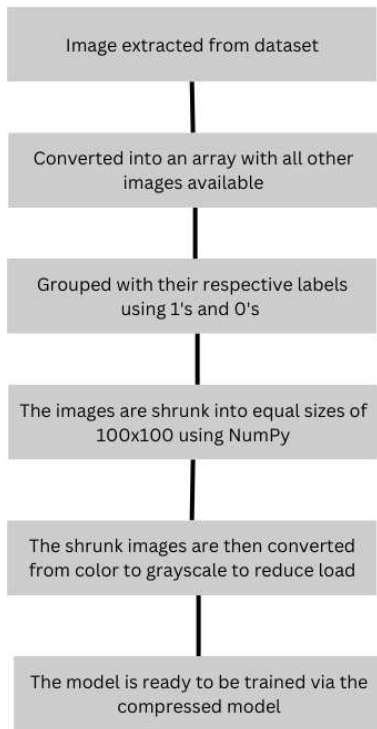 Image extracted from dataset
Converted into an array with all other
images available
Grouped with their respective labels
using 1's and 0's
The images are shrunk into equal sizes of
100x100 using NumPy
The shrunk images are then converted
from color to grayscale to reduce load
The model is ready to be trained via the
compressed model